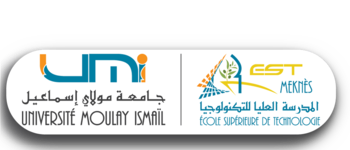 umi
جامعة مولاي إسماعيل
UNIVERSITÉ MOULAY ISMAÏL
EST
MEKNÈS
المدرسة العليا للتكنولوجيا
ÉCOLE SUPÉRIEURE DE TECHNOLOGIE